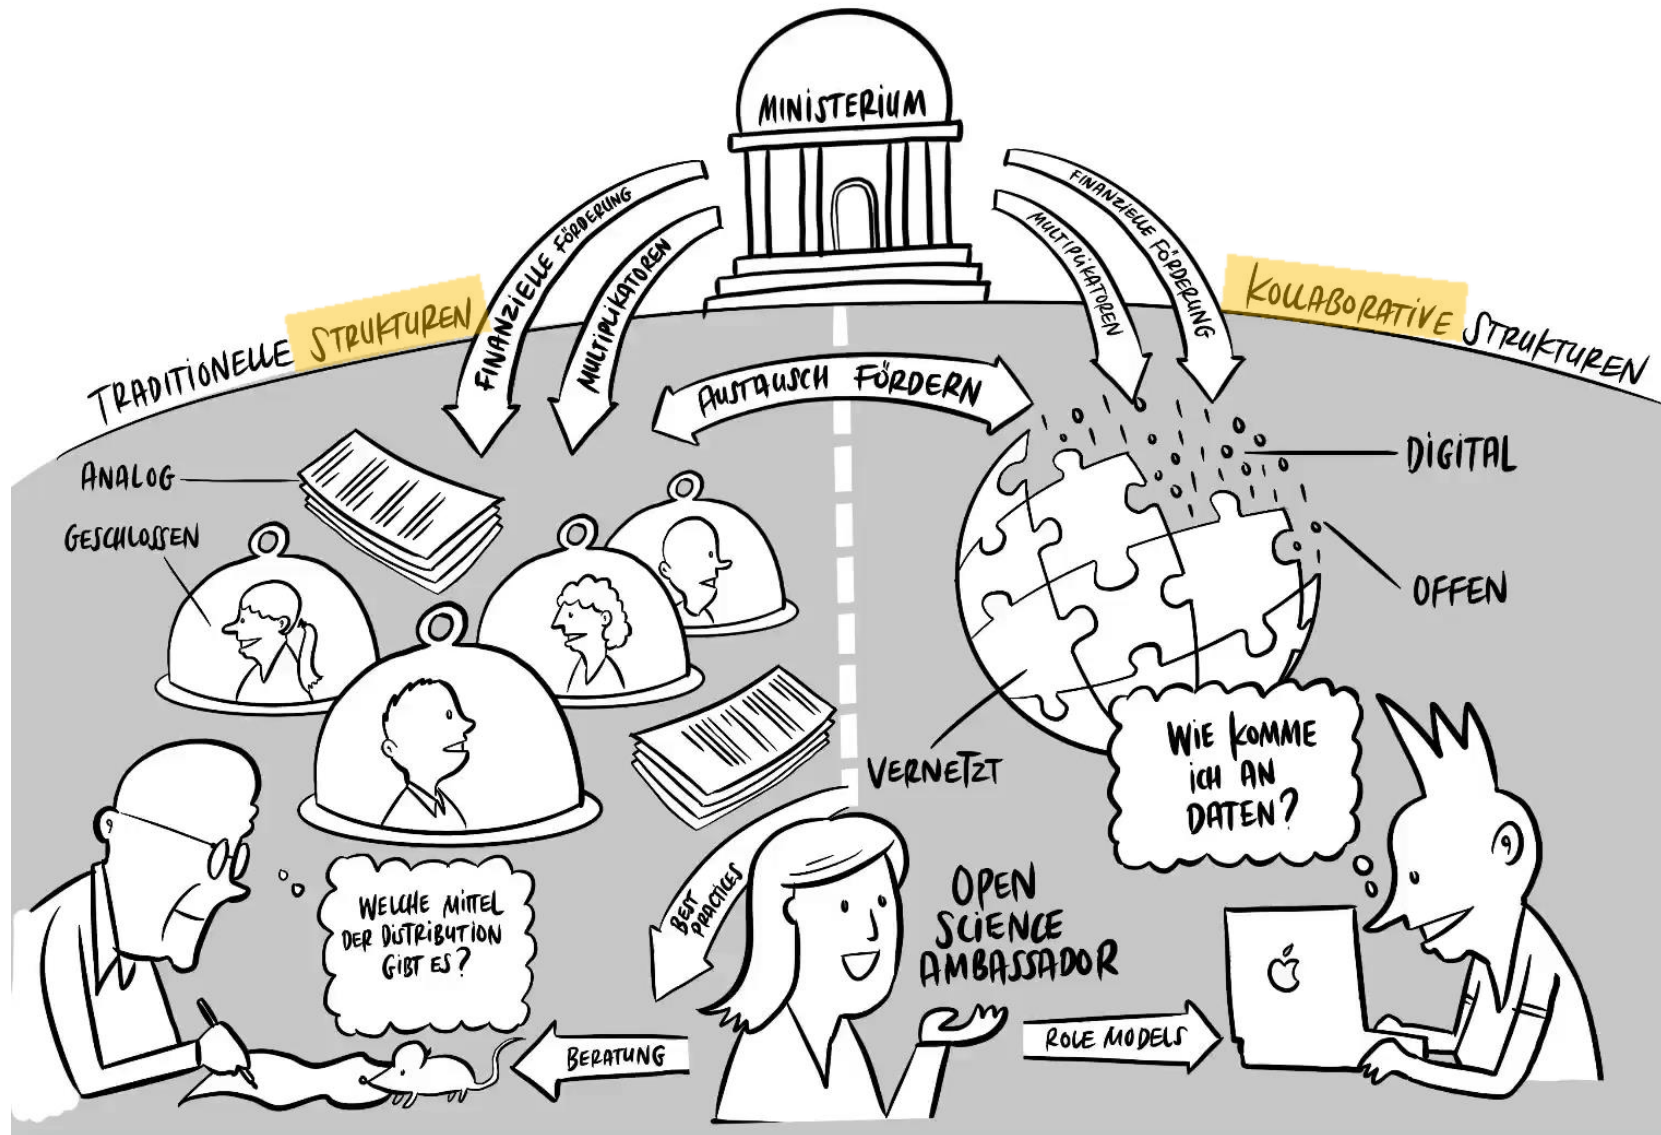 MINISTERIUM
FINANZIELLE FÖRDERUNG
MULTIPLIKATOREN
MULTIPLIKATOREN
FINANZIELLE FÖRDERUNG
TRADITIONELLE STRUKTUREN
KOLLABORATIVE STRUKTUREN
AUSTAUSCH FÖRDERN
ANALOG
GESCHLOSSEN
DIGITAL
OFFEN
VERNETZT
WIE KOMME
ICH AN
DATEN?
WELCHE MITTEL
DER DISTRIBUTION
GIBT ES?
BEST
PRACTICES
OPEN
SCIENCE
AMBASSADOR
BERATUNG
ROLE MODELS